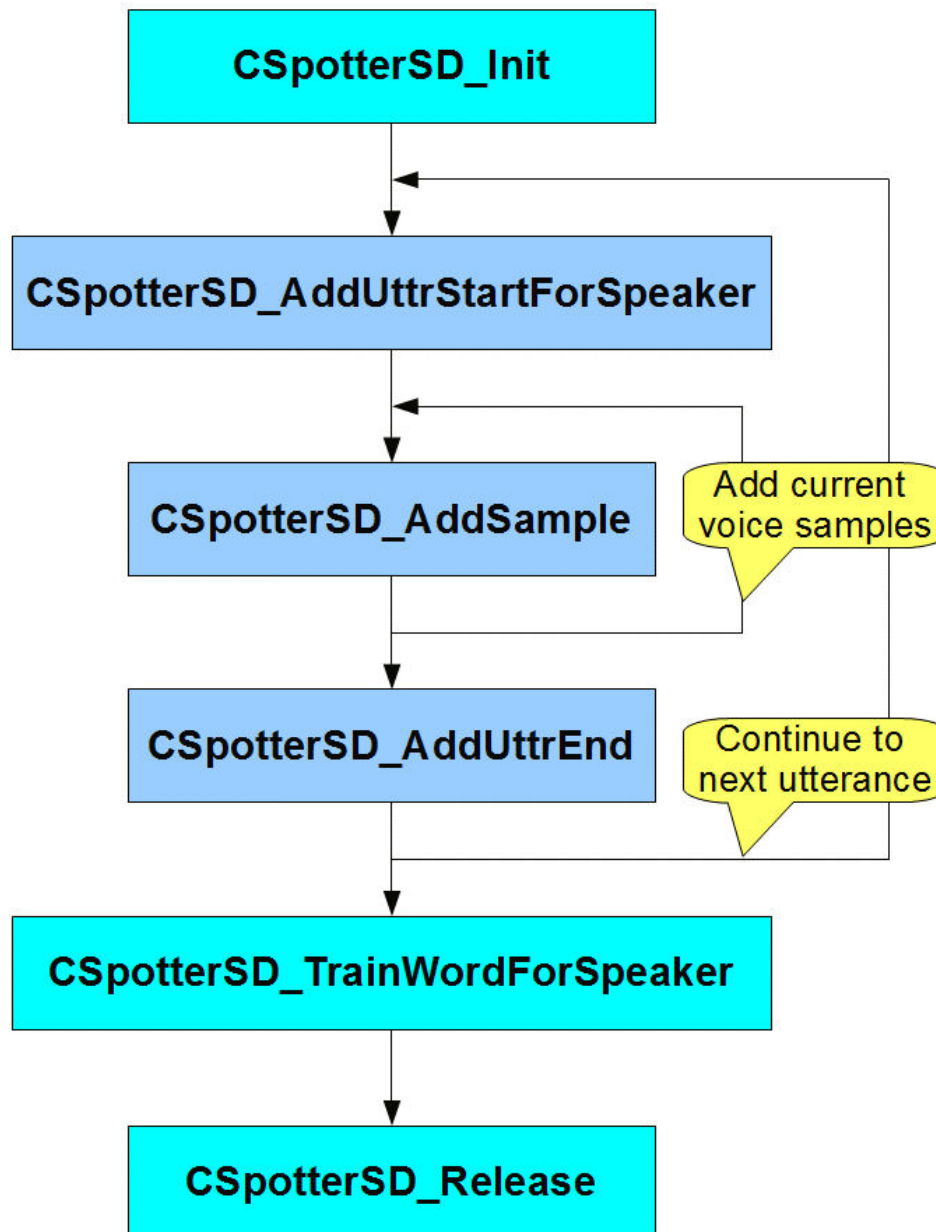 CSpotterSD_Init
CSpotterSD_AddUttrStartForSpeaker
CSpotterSD_AddSample
Add current
voice samples
CSpotterSD_AddUttrEnd
Continue to
next utterance
CSpotterSD_TrainWordForSpeaker
CSpotterSD_Release